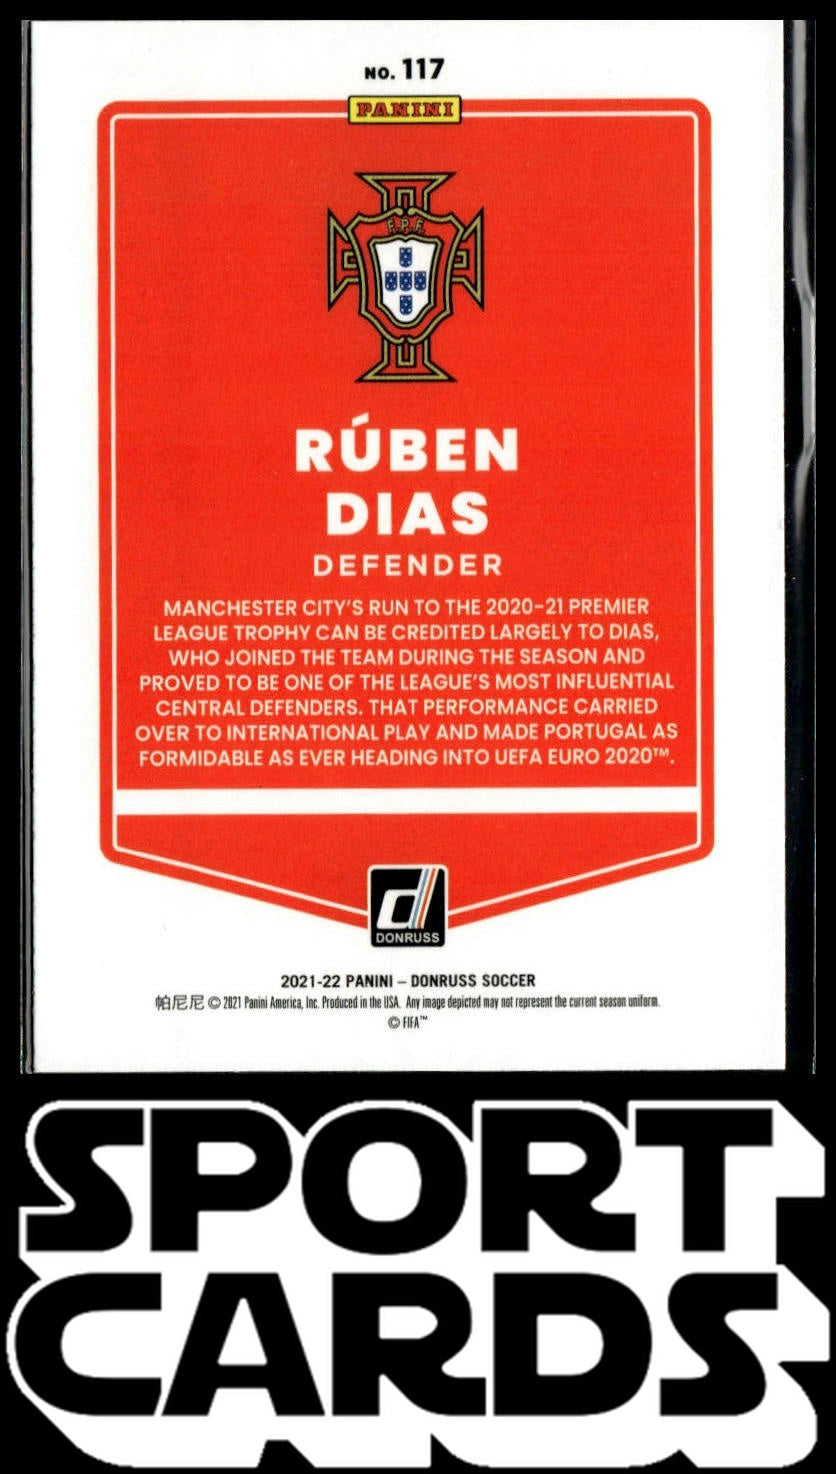 NO. 117
PANINI
F.P.F.
RÚBEN
DIAS
DEFENDER
MANCHESTER CITY'S RUN TO THE 2020-21 PREMIER
LEAGUE TROPHY CAN BE CREDITED LARGELY TO DIAS,
WHO JOINED THE TEAM DURING THE SEASON AND
PROVED TO BE ONE OF THE LEAGUE'S MOST INFLUENTIAL
CENTRAL DEFENDERS. THAT PERFORMANCE CARRIED
OVER TO INTERNATIONAL PLAY AND MADE PORTUGAL AS
FORMIDABLE AS EVER HEADING INTO UEFA EURO 2020™.
d
DONRUSS
2021-22 PANINI – DONRUSS SOCCER
帕尼尼 © 2021 Panini America, Inc. Produced in the USA. Any image depicted may not represent the current season uniform.
© FIFA™
SPORT
CARDS